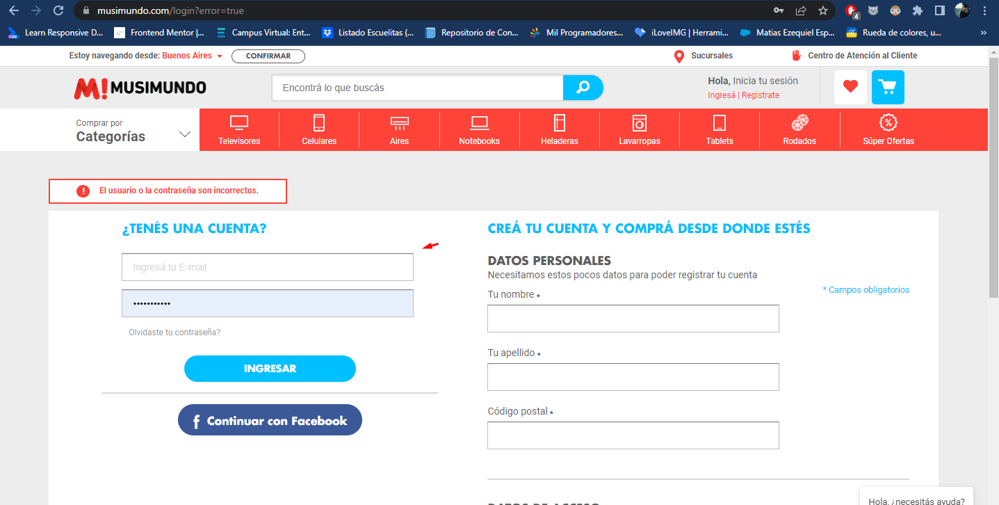 musimundo.com/login?error=true
4
Learn Responsive D...
Frontend Mentor |...
Campus Virtual: Ent...
Listado Escuelitas (...
Repositorio de Con...
Mil Programadores...
iLoveIMG | Herrami...
Matias Ezequiel Esp...
Rueda de colores, u...
»
Estoy navegando desde: Buenos Aires
CONFIRMAR
Sucursales
Centro de Atención al Cliente
M! MUSIMUNDO
Encontrá lo que buscás
Hola, Inicia tu sesión
Ingresá | Registrate
Comprar por
Categorías
Televisores
Celulares
Aires
Notebooks
Heladeras
Lavarropas
Tablets
Rodados
Súper Ofertas
El usuario o la contraseña son incorrectos.
¿TENÉS UNA CUENTA?
Ingresá tu E-mail
•••••••••••
Olvidaste tu contraseña?
INGRESAR
f Continuar con Facebook
CREÁ TU CUENTA Y COMPRÁ DESDE DONDE ESTÉS
DATOS PERSONALES
Necesitamos estos pocos datos para poder registrar tu cuenta
* Campos obligatorios
Tu nombre *
Tu apellido *
Código postal *
DATOS DE ACCESO
Hola, ¿necesitás ayuda?